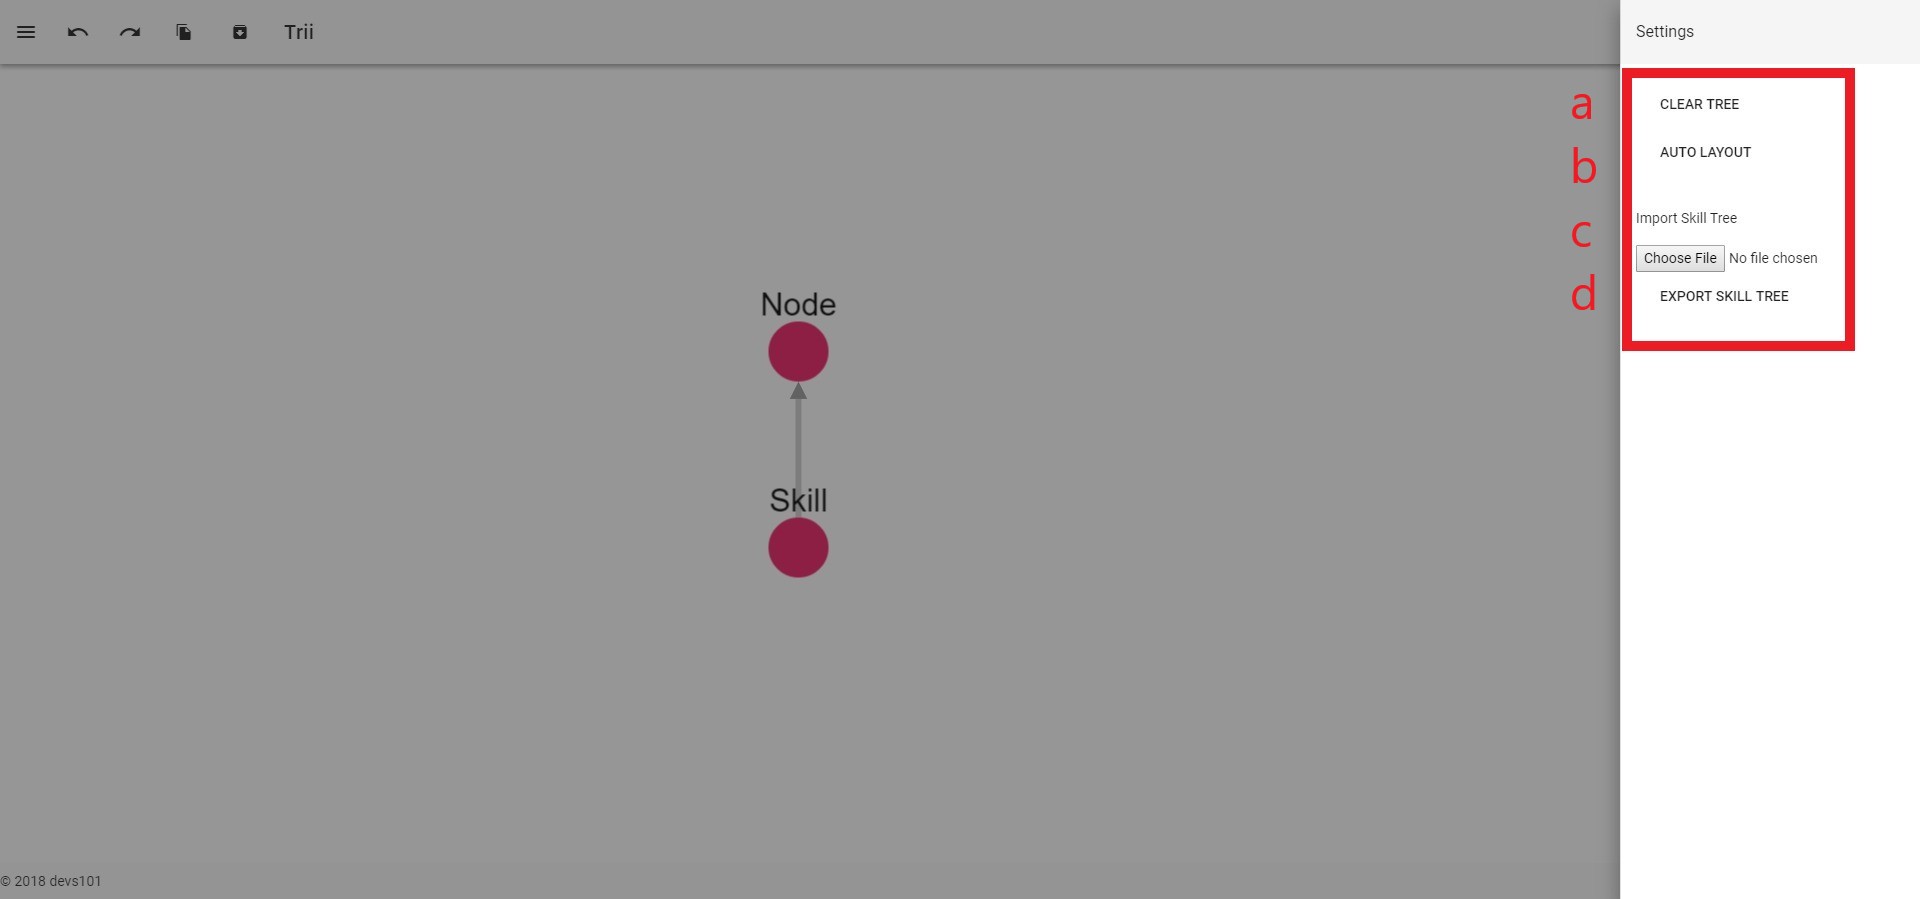 Trii
Settings
a
CLEAR TREE
b
AUTO LAYOUT
c
Import Skill Tree
Choose File No file chosen
d
EXPORT SKILL TREE
Node
Skill
© 2018 devs101